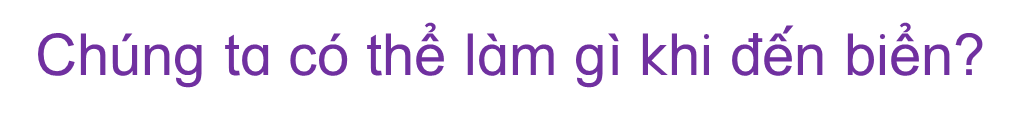 Chúng ta có thể làm gì khi đến biển?